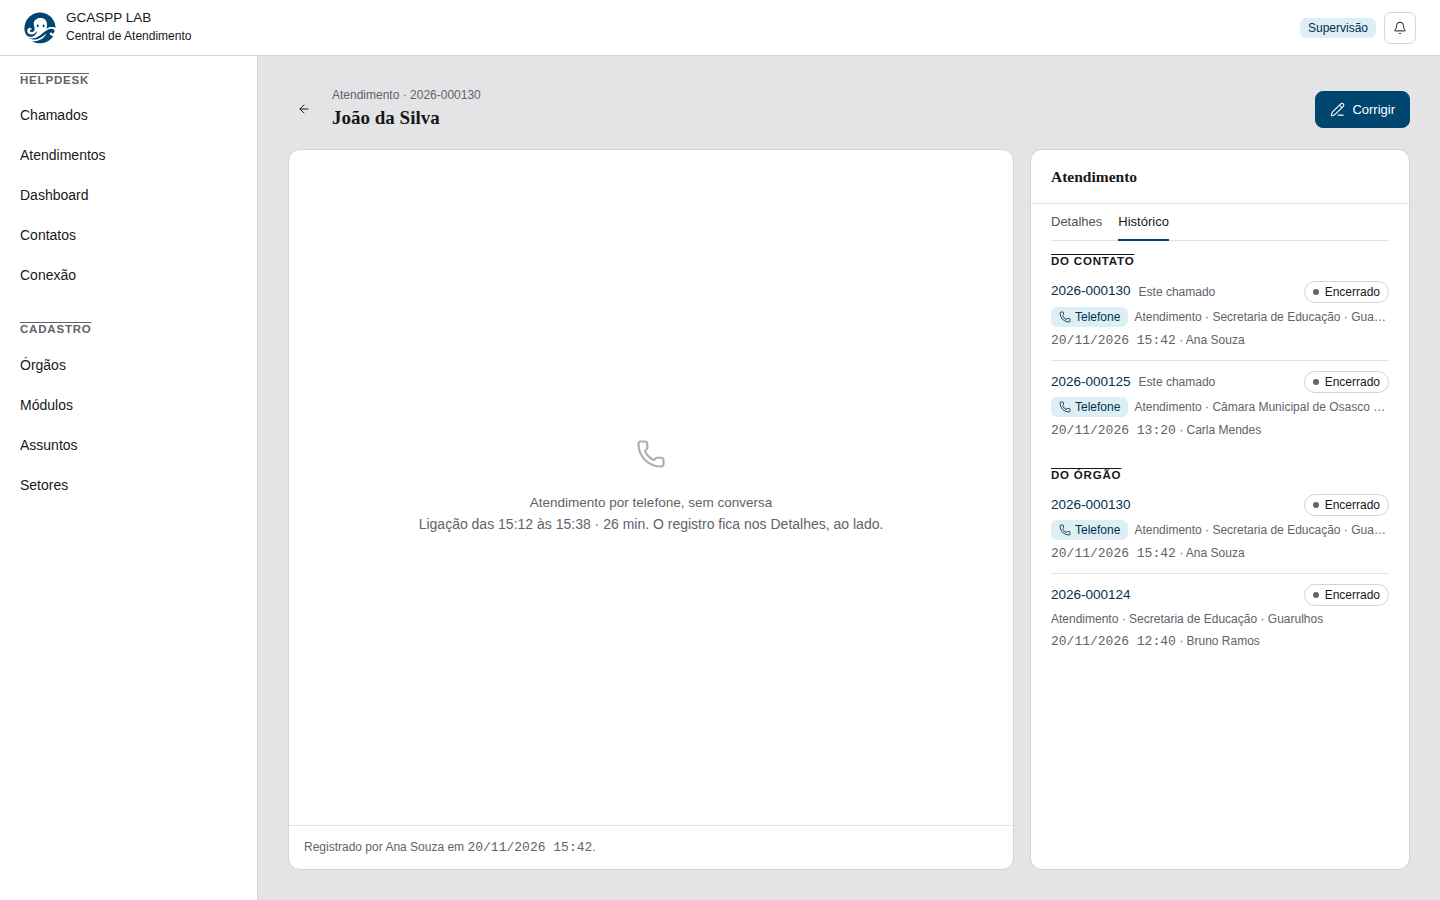 GCASPP LAB
Central de Atendimento
Supervisão
HELPDESK
Chamados
Atendimentos
Dashboard
Contatos
Conexão
CADASTRO
Órgãos
Módulos
Assuntos
Setores
Atendimento · 2026-000130
João da Silva
Corrigir
Atendimento por telefone, sem conversa
Ligação das 15:12 às 15:38 · 26 min. O registro fica nos Detalhes, ao lado.
Registrado por Ana Souza em 20/11/2026 15:42.
Atendimento
Detalhes Histórico
DO CONTATO
2026-000130 Este chamado Encerrado
Telefone Atendimento · Secretaria de Educação · Gua…
20/11/2026 15:42 · Ana Souza
2026-000125 Este chamado Encerrado
Telefone Atendimento · Câmara Municipal de Osasco …
20/11/2026 13:20 · Carla Mendes
DO ÓRGÃO
2026-000130 Encerrado
Telefone Atendimento · Secretaria de Educação · Gua…
20/11/2026 15:42 · Ana Souza
2026-000124 Encerrado
Atendimento · Secretaria de Educação · Guarulhos
20/11/2026 12:40 · Bruno Ramos